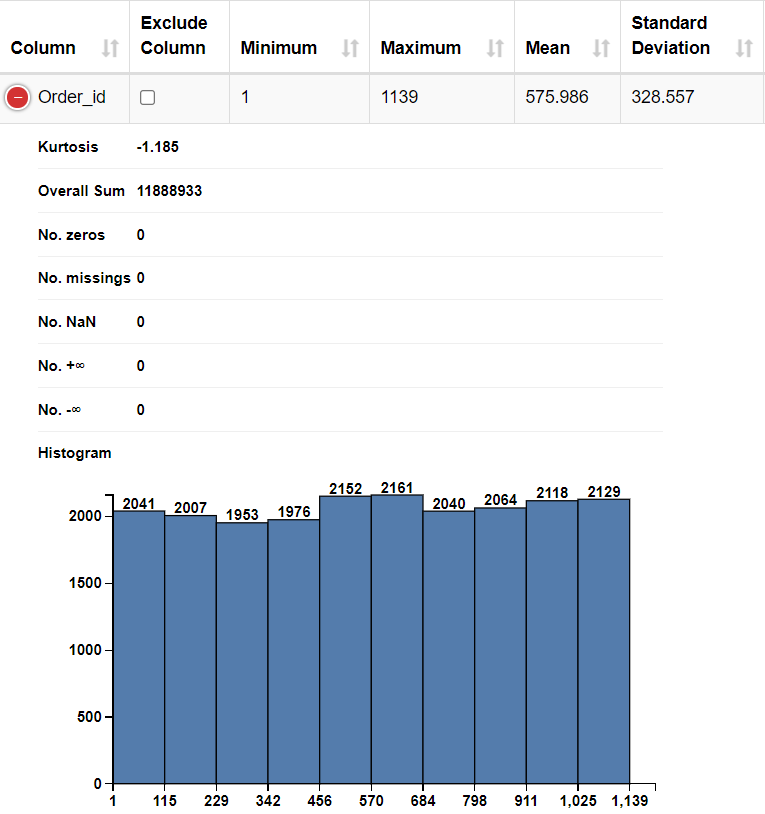 Column Exclude Column Minimum Maximum Mean Standard Deviation
Order_id 1 1139 575.986 328.557
Kurtosis -1.185
Overall Sum 11888933
No. zeros 0
No. missings 0
No. NaN 0
No. +∞ 0
No. -∞ 0
Histogram
2041 2007 1953 1976 2152 2161 2040 2064 2118 2129
2000
1500
1000
500
0
1 115 229 342 456 570 684 798 911 1,025 1,139